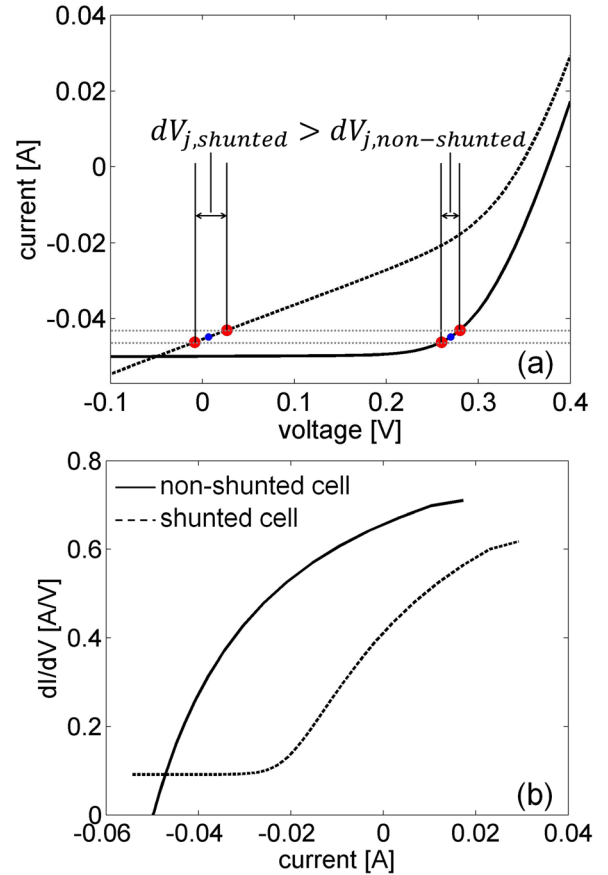 0.04
0.02
0
-0.02
-0.04
current [A]
dVj,shunted > dVj,non−shunted
(a)
-0.1 0 0.1 0.2 0.3 0.4
voltage [V]
0.8
0.6
0.4
0.2
0
dI/dV [A/V]
non-shunted cell
shunted cell
(b)
-0.06 -0.04 -0.02 0 0.02 0.04
current [A]